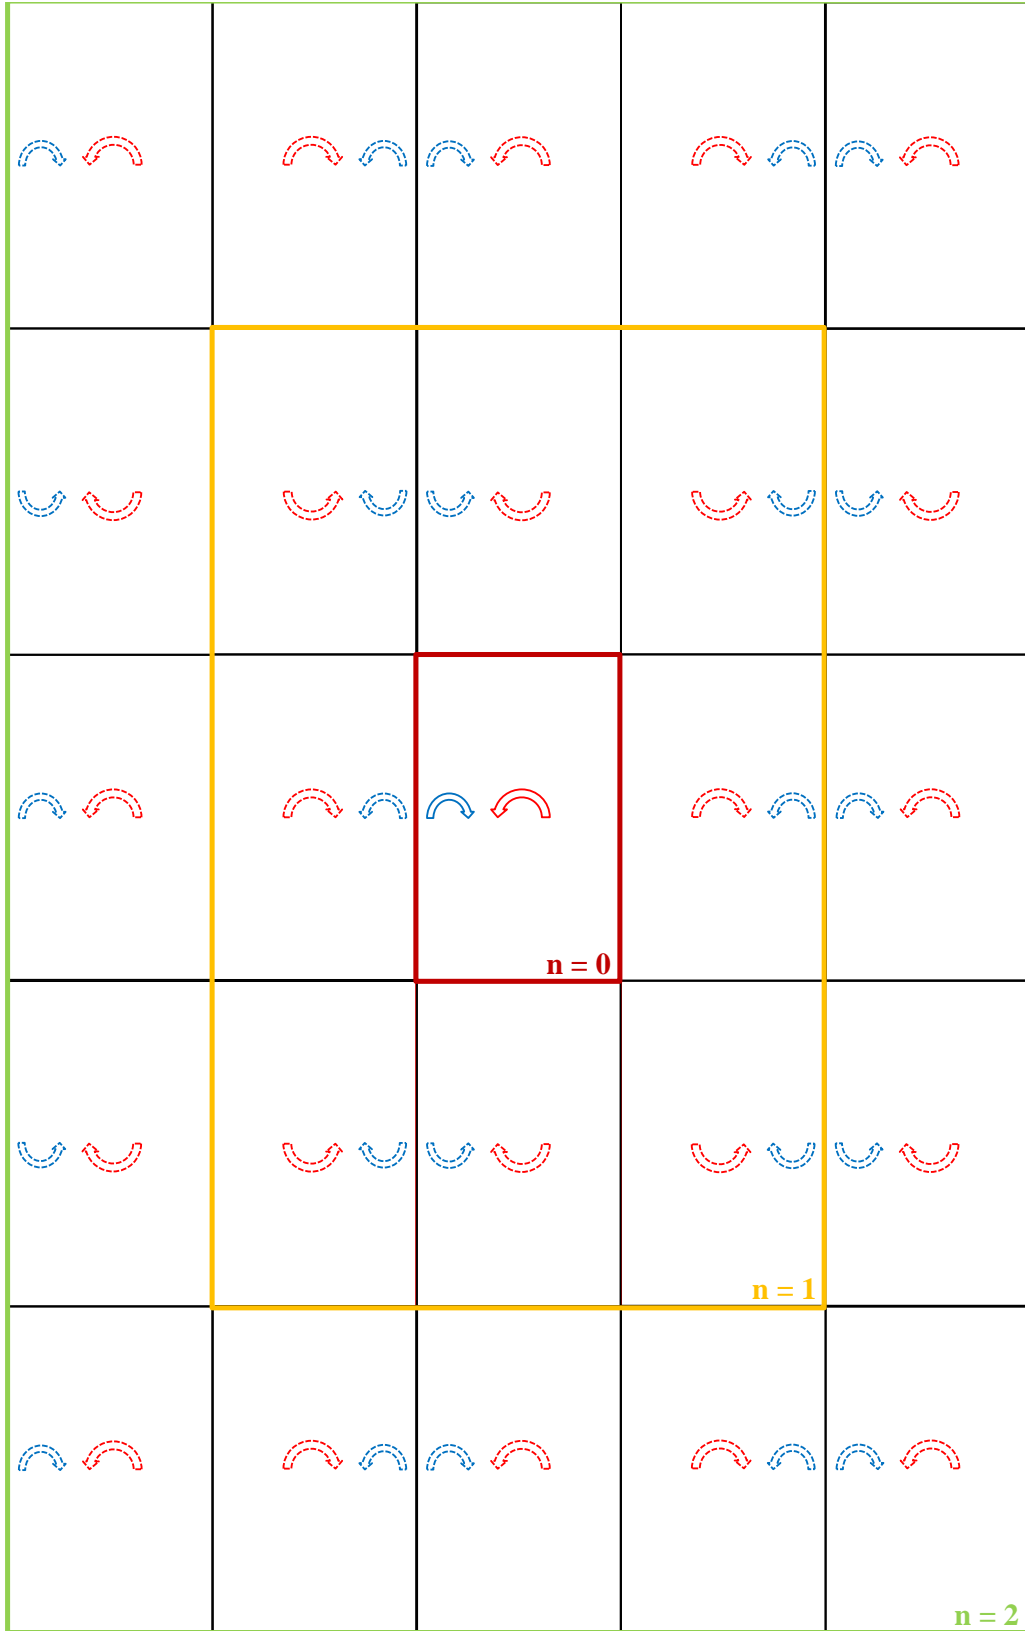 n = 0
n = 1
n = 2